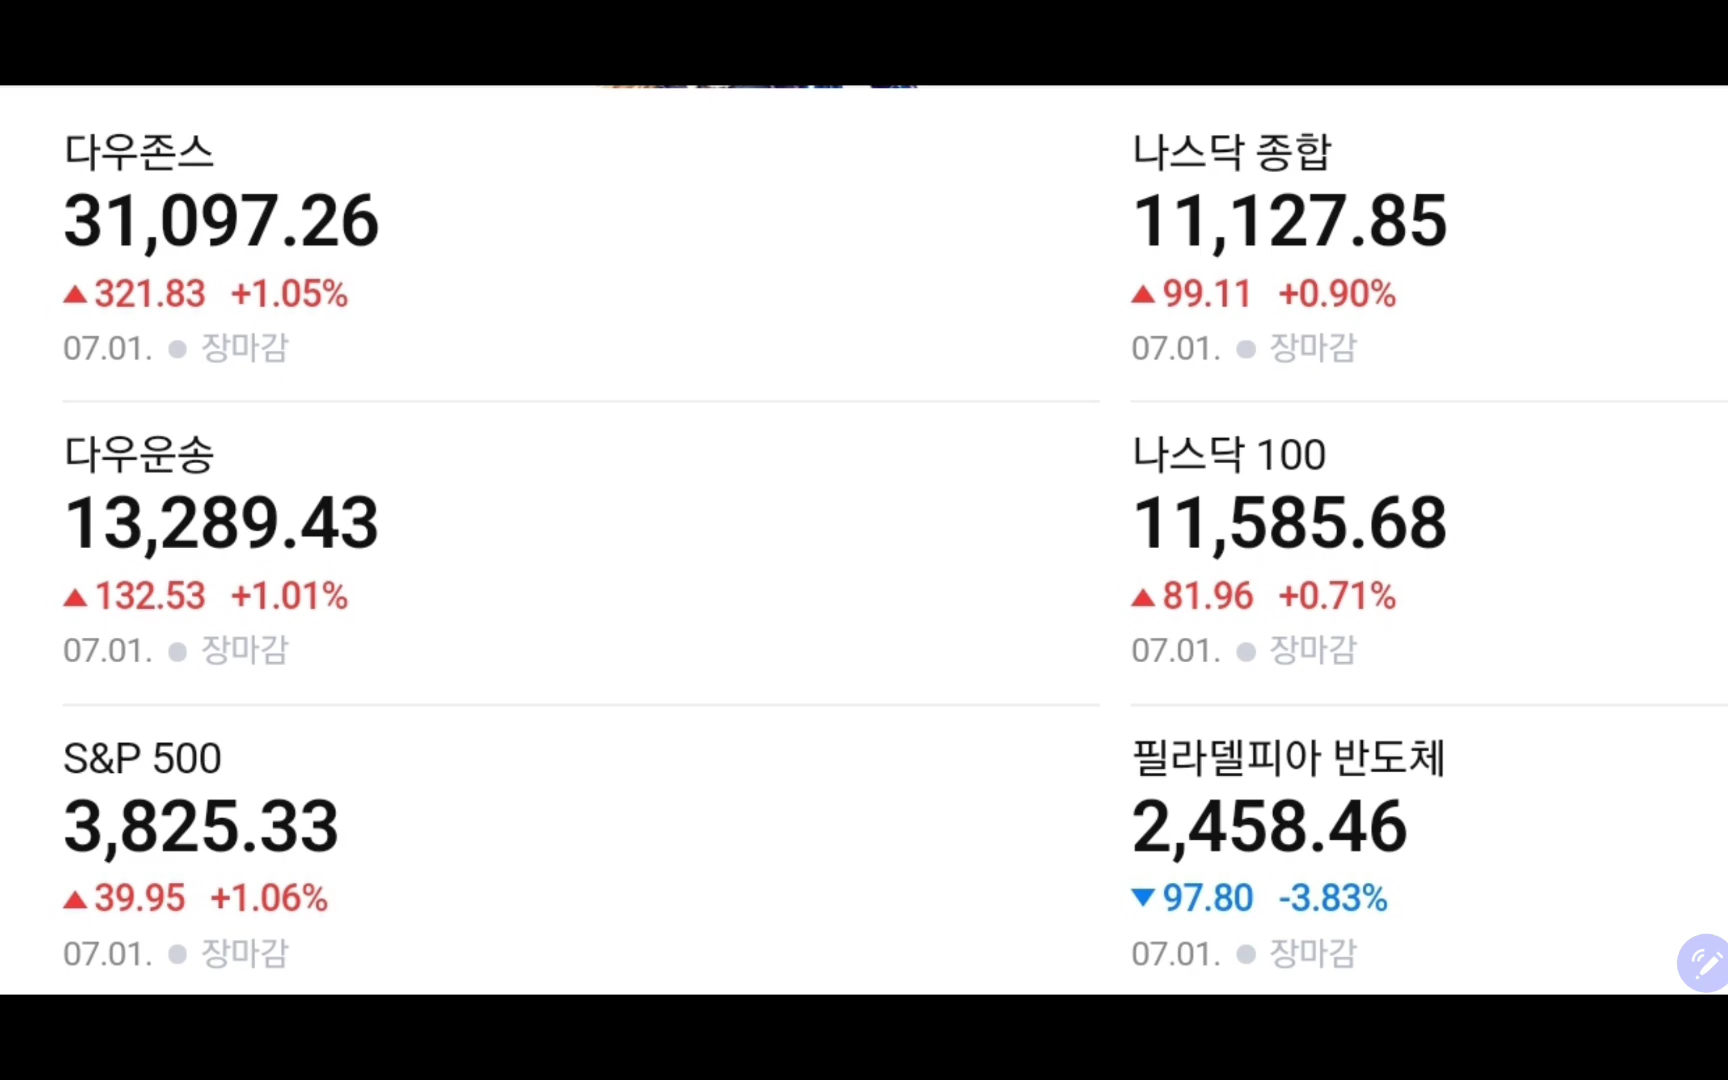 다우존스
31,097.26
▲321.83 +1.05%
07.01. ● 장마감
나스닥 종합
11,127.85
▲99.11 +0.90%
07.01. ● 장마감
다우운송
13,289.43
▲132.53 +1.01%
07.01. ● 장마감
나스닥 100
11,585.68
▲81.96 +0.71%
07.01. ● 장마감
S&P 500
3,825.33
▲39.95 +1.06%
07.01. ● 장마감
필라델피아 반도체
2,458.46
▼97.80 -3.83%
07.01. ● 장마감